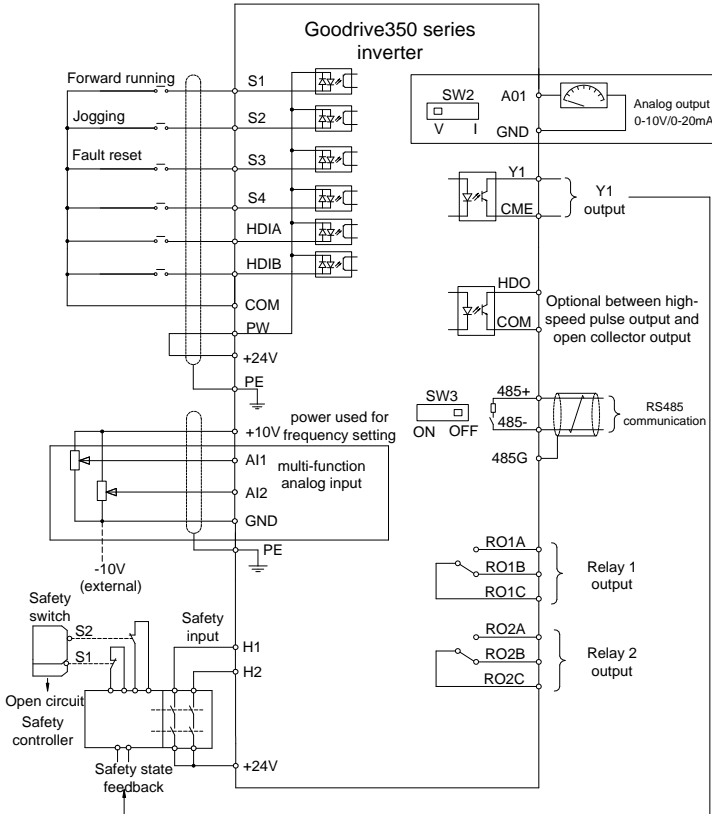 Goodrive350 series
inverter
Forward running
S1
Jogging
S2
Fault reset
S3
S4
HDIA
HDIB
COM
PW
+24V
PE
SW2
V I
A01
GND
Analog output
0-10V/0-20mA
Y1
CME
Y1
output
HDO
COM
Optional between high-
speed pulse output and
open collector output
SW3
ON OFF
485+
485-
485G
RS485
communication
power used for
frequency setting
+10V
AI1
AI2
GND
multi-function
analog input
PE
-10V
(external)
RO1A
RO1B
RO1C
Relay 1
output
RO2A
RO2B
RO2C
Relay 2
output
Safety
switch
S2
S1
Open circuit
Safety
controller
Safety
input
H1
H2
+24V
Safety state
feedback